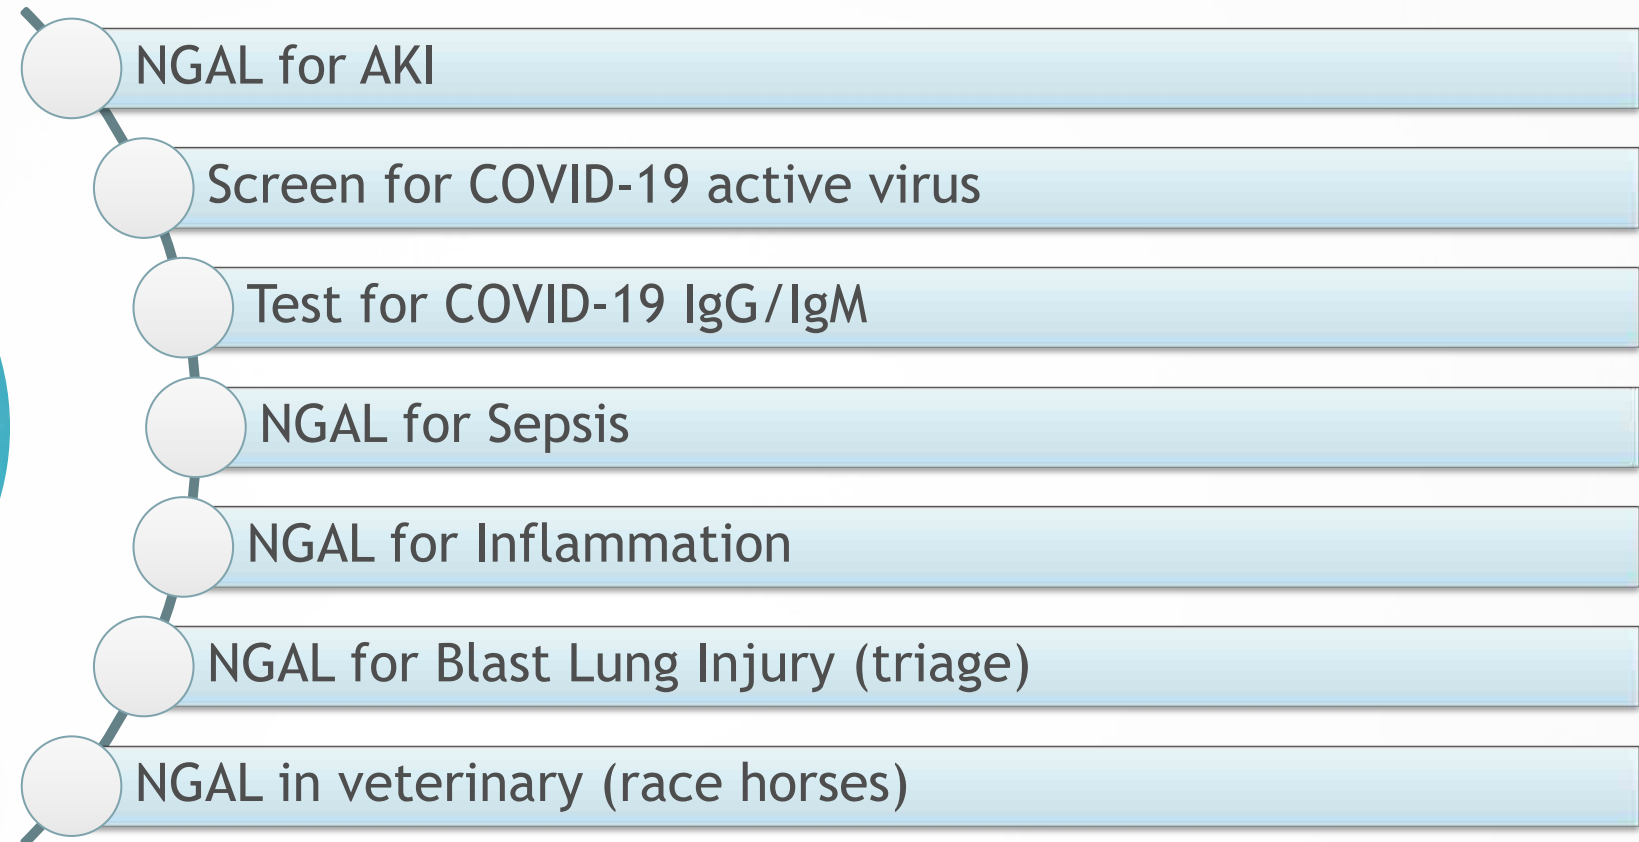 NGAL for AKI
Screen for COVID-19 active virus
Test for COVID-19 IgG/IgM
NGAL for Sepsis
NGAL for Inflammation
NGAL for Blast Lung Injury (triage)
NGAL in veterinary (race horses)